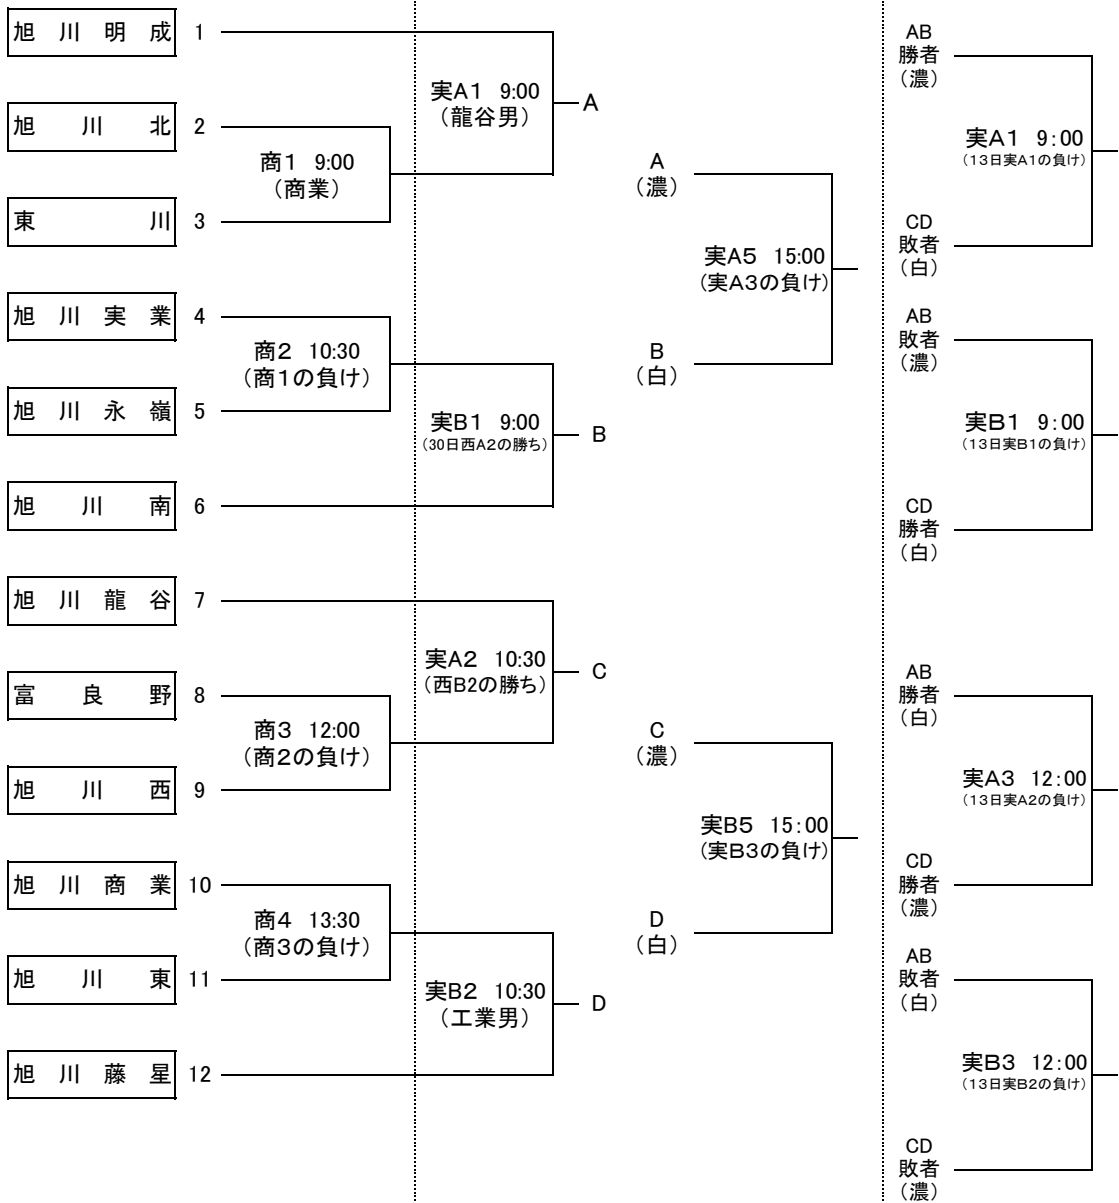 旭川明成 1
実A1 9:00
(龍谷男)
A
旭川北 2
商1 9:00
(商業)
東川 3
旭川実業 4
商2 10:30
(商1の負け)
旭川永嶺 5
実B1 9:00
(30日西A2の勝ち)
B
旭川南 6
旭川龍谷 7
実A2 10:30
(西B2の勝ち)
C
富良野 8
商3 12:00
(商2の負け)
旭川西 9
旭川商業 10
商4 13:30
(商3の負け)
旭川東 11
実B2 10:30
(工業男)
D
旭川藤星 12
A
(濃)
実A5 15:00
(実A3の負け)
B
(白)
C
(濃)
実B5 15:00
(実B3の負け)
D
(白)
AB
勝者
(濃)
実A1 9:00
(13日実A1の負け)
CD
敗者
(白)
AB
敗者
(濃)
実B1 9:00
(13日実B1の負け)
CD
勝者
(白)
AB
勝者
(白)
実A3 12:00
(13日実A2の負け)
CD
勝者
(濃)
AB
敗者
(白)
実B3 12:00
(13日実B2の負け)
CD
敗者
(濃)